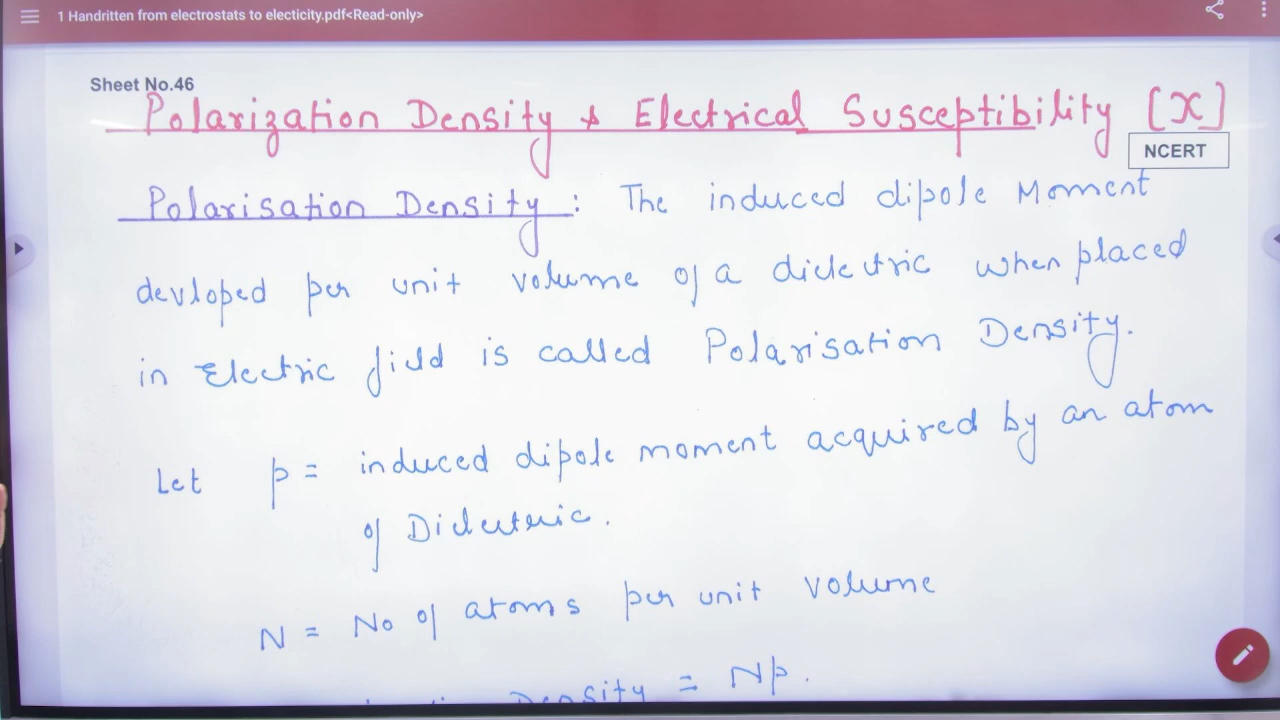 1 Handritten from electrostats to electicity.pdf<Read-only>
Sheet No.46
Polarization Density & Electrical Susceptibility [X]
NCERT
Polarisation Density : The induced dipole Moment
devloped per unit volume of a dielectric when placed
in Electric field is called Polarisation Density.
Let p = induced dipole moment acquired by an atom
of Dielectric.
N = No of atoms per unit volume
Density = Np.